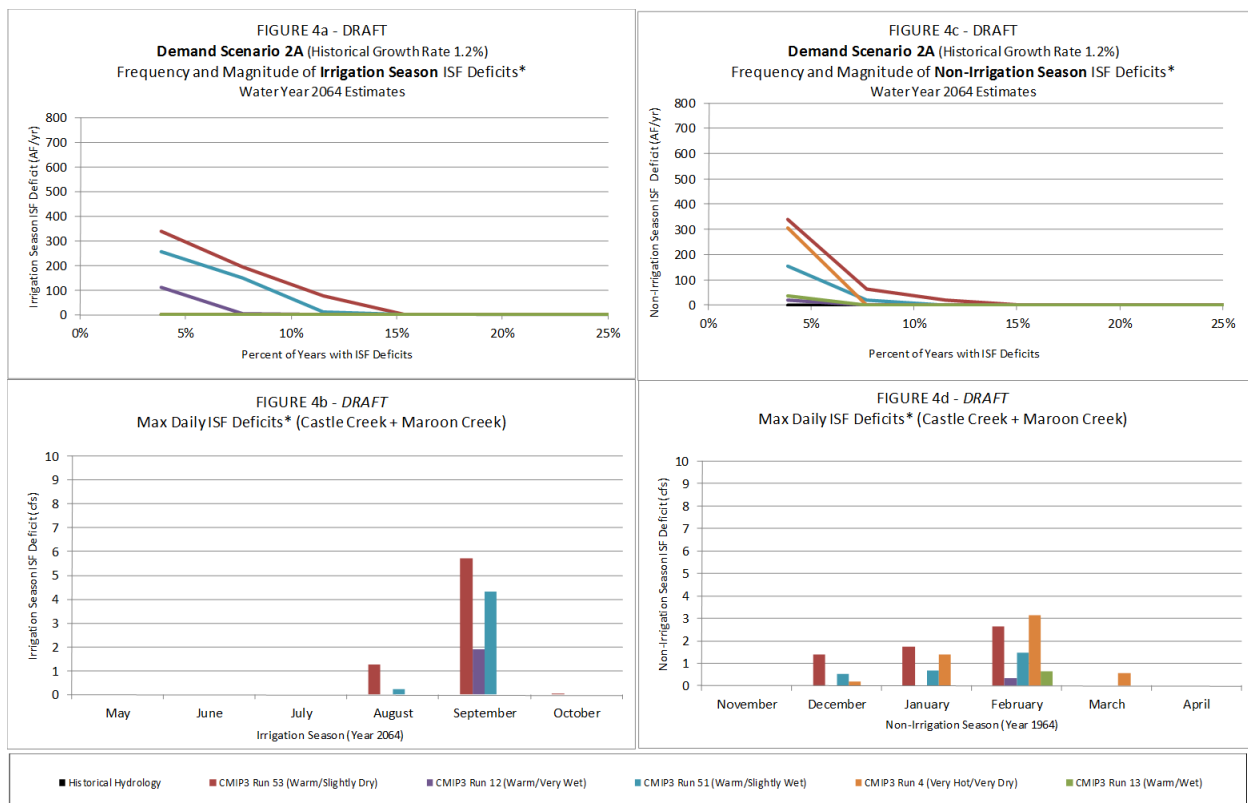 FIGURE 4a - DRAFT
Demand Scenario 2A (Historical Growth Rate 1.2%)
Frequency and Magnitude of Irrigation Season ISF Deficits*
Water Year 2064 Estimates
Irrigation Season ISF Deficit (AF/yr)
800
700
600
500
400
300
200
100
0
0% 5% 10% 15% 20% 25%
Percent of Years with ISF Deficits
FIGURE 4c - DRAFT
Demand Scenario 2A (Historical Growth Rate 1.2%)
Frequency and Magnitude of Non-Irrigation Season ISF Deficits*
Water Year 2064 Estimates
Non-Irrigation Season ISF Deficit (AF/yr)
800
700
600
500
400
300
200
100
0
0% 5% 10% 15% 20% 25%
Percent of Years with ISF Deficits
FIGURE 4b - DRAFT
Max Daily ISF Deficits* (Castle Creek + Maroon Creek)
Irrigation Season ISF Deficit (cfs)
10
9
8
7
6
5
4
3
2
1
0
May June July August September October
Irrigation Season (Year 2064)
FIGURE 4d - DRAFT
Max Daily ISF Deficits* (Castle Creek + Maroon Creek)
Non-Irrigation Season ISF Deficit (cfs)
10
9
8
7
6
5
4
3
2
1
0
November December January February March April
Non-Irrigation Season (Year 1964)
Historical Hydrology CMIP3 Run 53 (Warm/Slightly Dry) CMIP3 Run 12 (Warm/Very Wet) CMIP3 Run 51 (Warm/Slightly Wet) CMIP3 Run 4 (Very Hot/Very Dry) CMIP3 Run 13 (Warm/Wet)